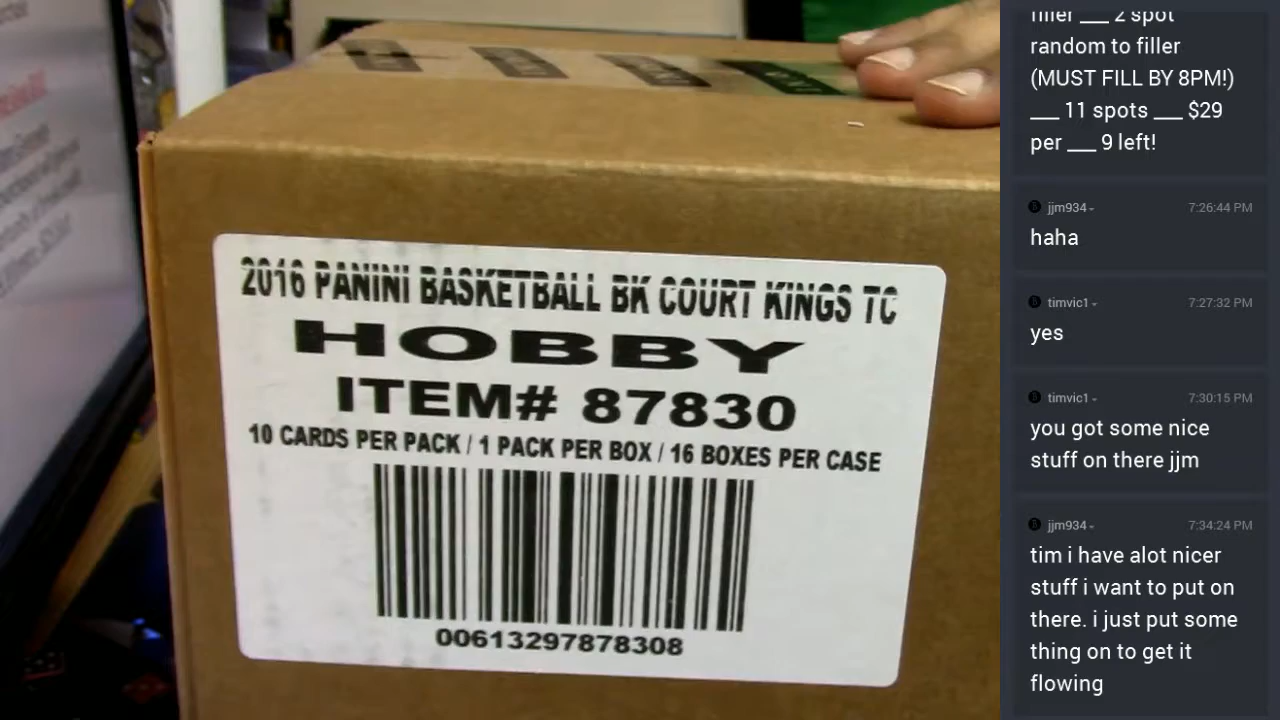 2016 PANINI BASKETBALL BK COURT KINGS TC
HOBBY
ITEM# 87830
10 CARDS PER PACK / 1 PACK PER BOX / 16 BOXES PER CASE
00613297878308
filler ___ 2 spot
random to filler
(MUST FILL BY 8PM!)
___ 11 spots ___ $29
per ___ 9 left!
jjm934
7:26:44 PM
haha
timvic1
7:27:32 PM
yes
timvic1
7:30:15 PM
you got some nice
stuff on there jjm
jjm934
7:34:24 PM
tim i have alot nicer
stuff i want to put on
there. i just put some
thing on to get it
flowing